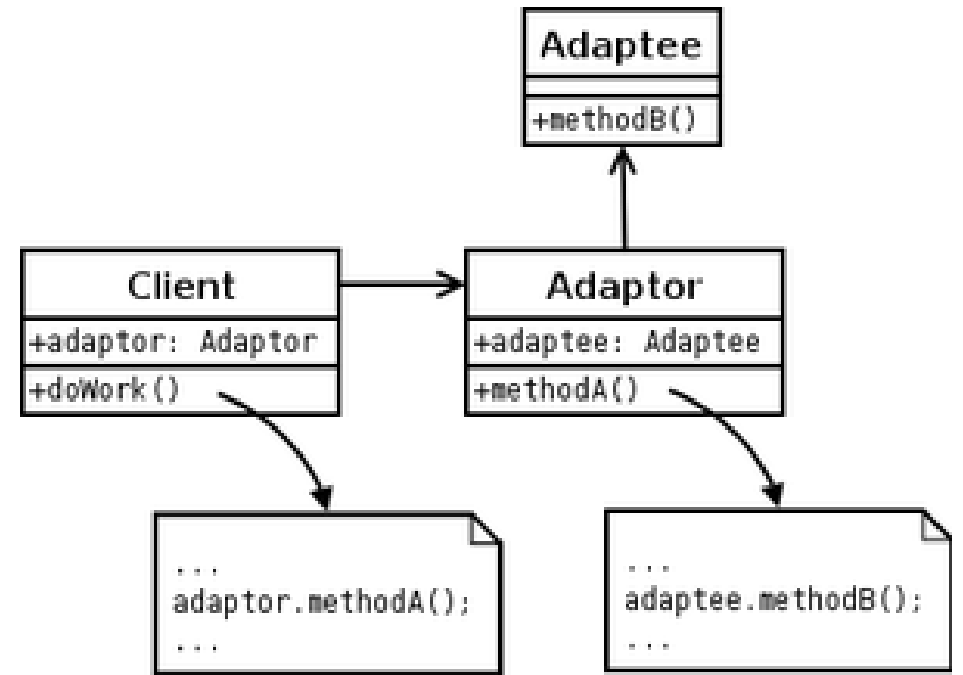 Adaptee
+methodB()
Client
+adaptor: Adaptor
+doWork()
Adaptor
+adaptee: Adaptee
+methodA()
...
adaptor.methodA();
...
...
adaptee.methodB();
...